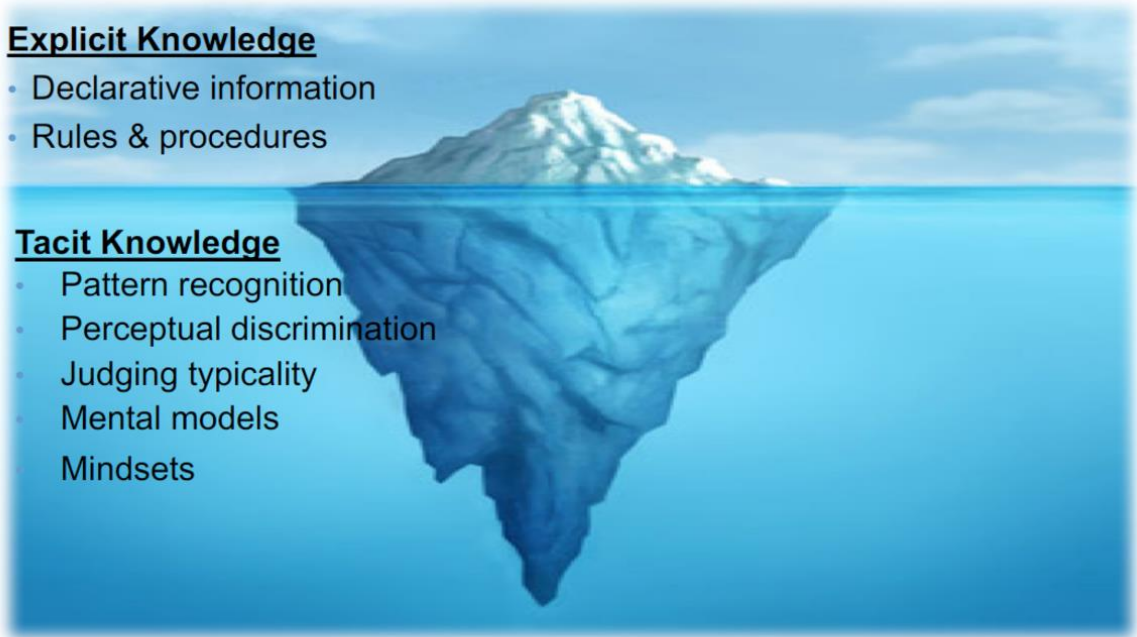 Explicit Knowledge
• Declarative information
• Rules & procedures
Tacit Knowledge
• Pattern recognition
• Perceptual discrimination
• Judging typicality
• Mental models
• Mindsets